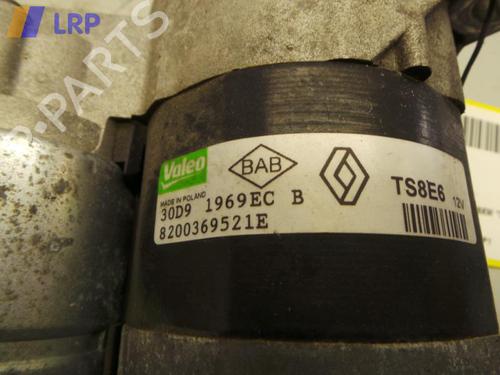 LRP
B-PARTS
Valeo
MADE IN POLAND
BAB
TS8E6 12V
30D9 1969EC B
8200369521E